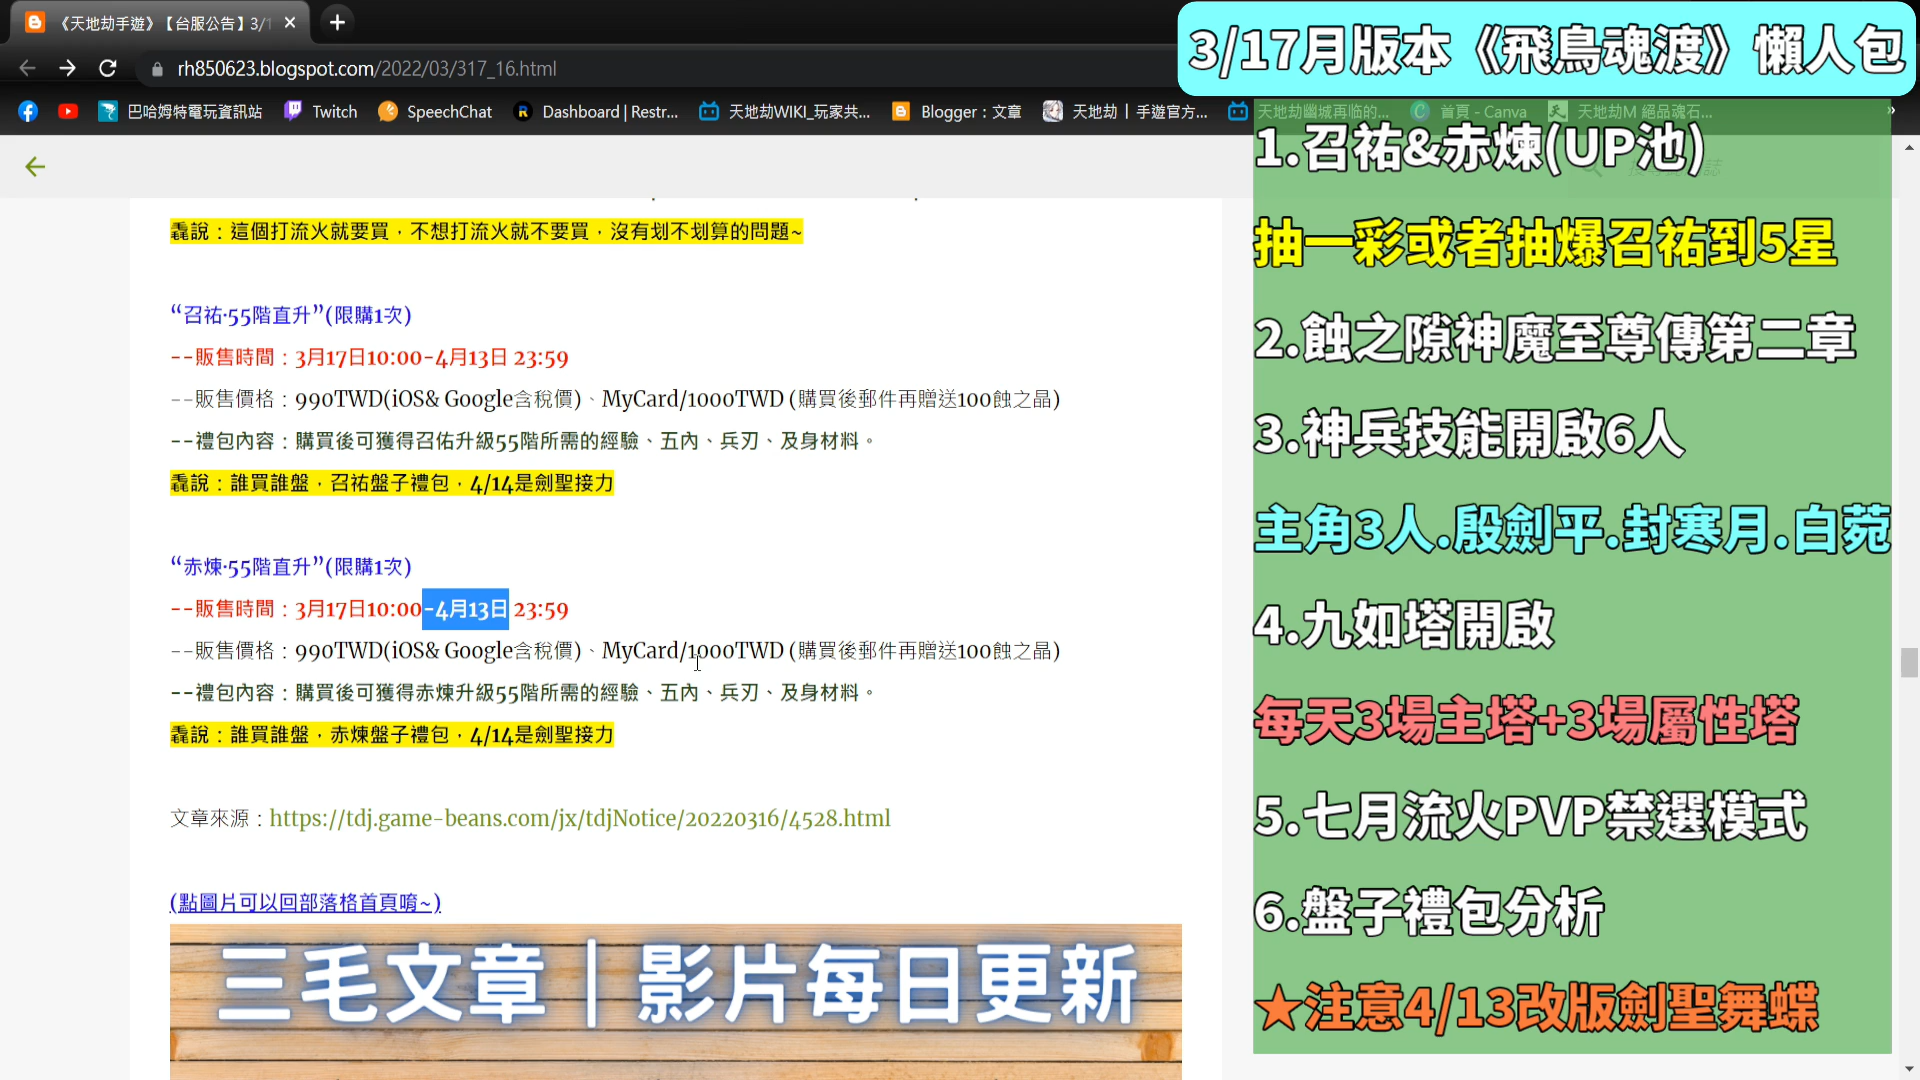 《天地劫手遊》【台服公告】3/1
rh850623.blogspot.com/2022/03/317_16.html
巴哈姆特電玩資訊站
Twitch
SpeechChat
Dashboard | Restr...
天地劫WIKI_玩家共...
Blogger：文章
天地劫丨手遊官方...
天地劫幽城再临的...
首頁 - Canva
天地劫M 絕品魂石...
毳說：這個打流火就要買，不想打流火就不要買，沒有划不划算的問題~
“召祐·55階直升”(限購1次)
--販售時間：3月17日10:00-4月13日 23:59
--販售價格：990TWD(iOS& Google含稅價)、MyCard/1000TWD (購買後郵件再贈送100蝕之晶)
--禮包內容：購買後可獲得召佑升級55階所需的經驗、五內、兵刃、及身材料。
毳說：誰買誰盤，召祐盤子禮包，4/14是劍聖接力
“赤煉·55階直升”(限購1次)
--販售時間：3月17日10:00-4月13日 23:59
--販售價格：990TWD(iOS& Google含稅價)、MyCard/1000TWD (購買後郵件再贈送100蝕之晶)
--禮包內容：購買後可獲得赤煉升級55階所需的經驗、五內、兵刃、及身材料。
毳說：誰買誰盤，赤煉盤子禮包，4/14是劍聖接力
文章來源：https://tdj.game-beans.com/jx/tdjNotice/20220316/4528.html
(點圖片可以回部落格首頁唷~)
三毛文章｜影片每日更新
3/17月版本《飛鳥魂渡》懶人包
1.召祐&赤煉(UP池)
抽一彩或者抽爆召祐到5星
2.蝕之隙神魔至尊傳第二章
3.神兵技能開啟6人
主角3人.殷劍平.封寒月.白菀
4.九如塔開啟
每天3場主塔+3場屬性塔
5.七月流火PVP禁選模式
6.盤子禮包分析
★注意4/13改版劍聖舞蝶